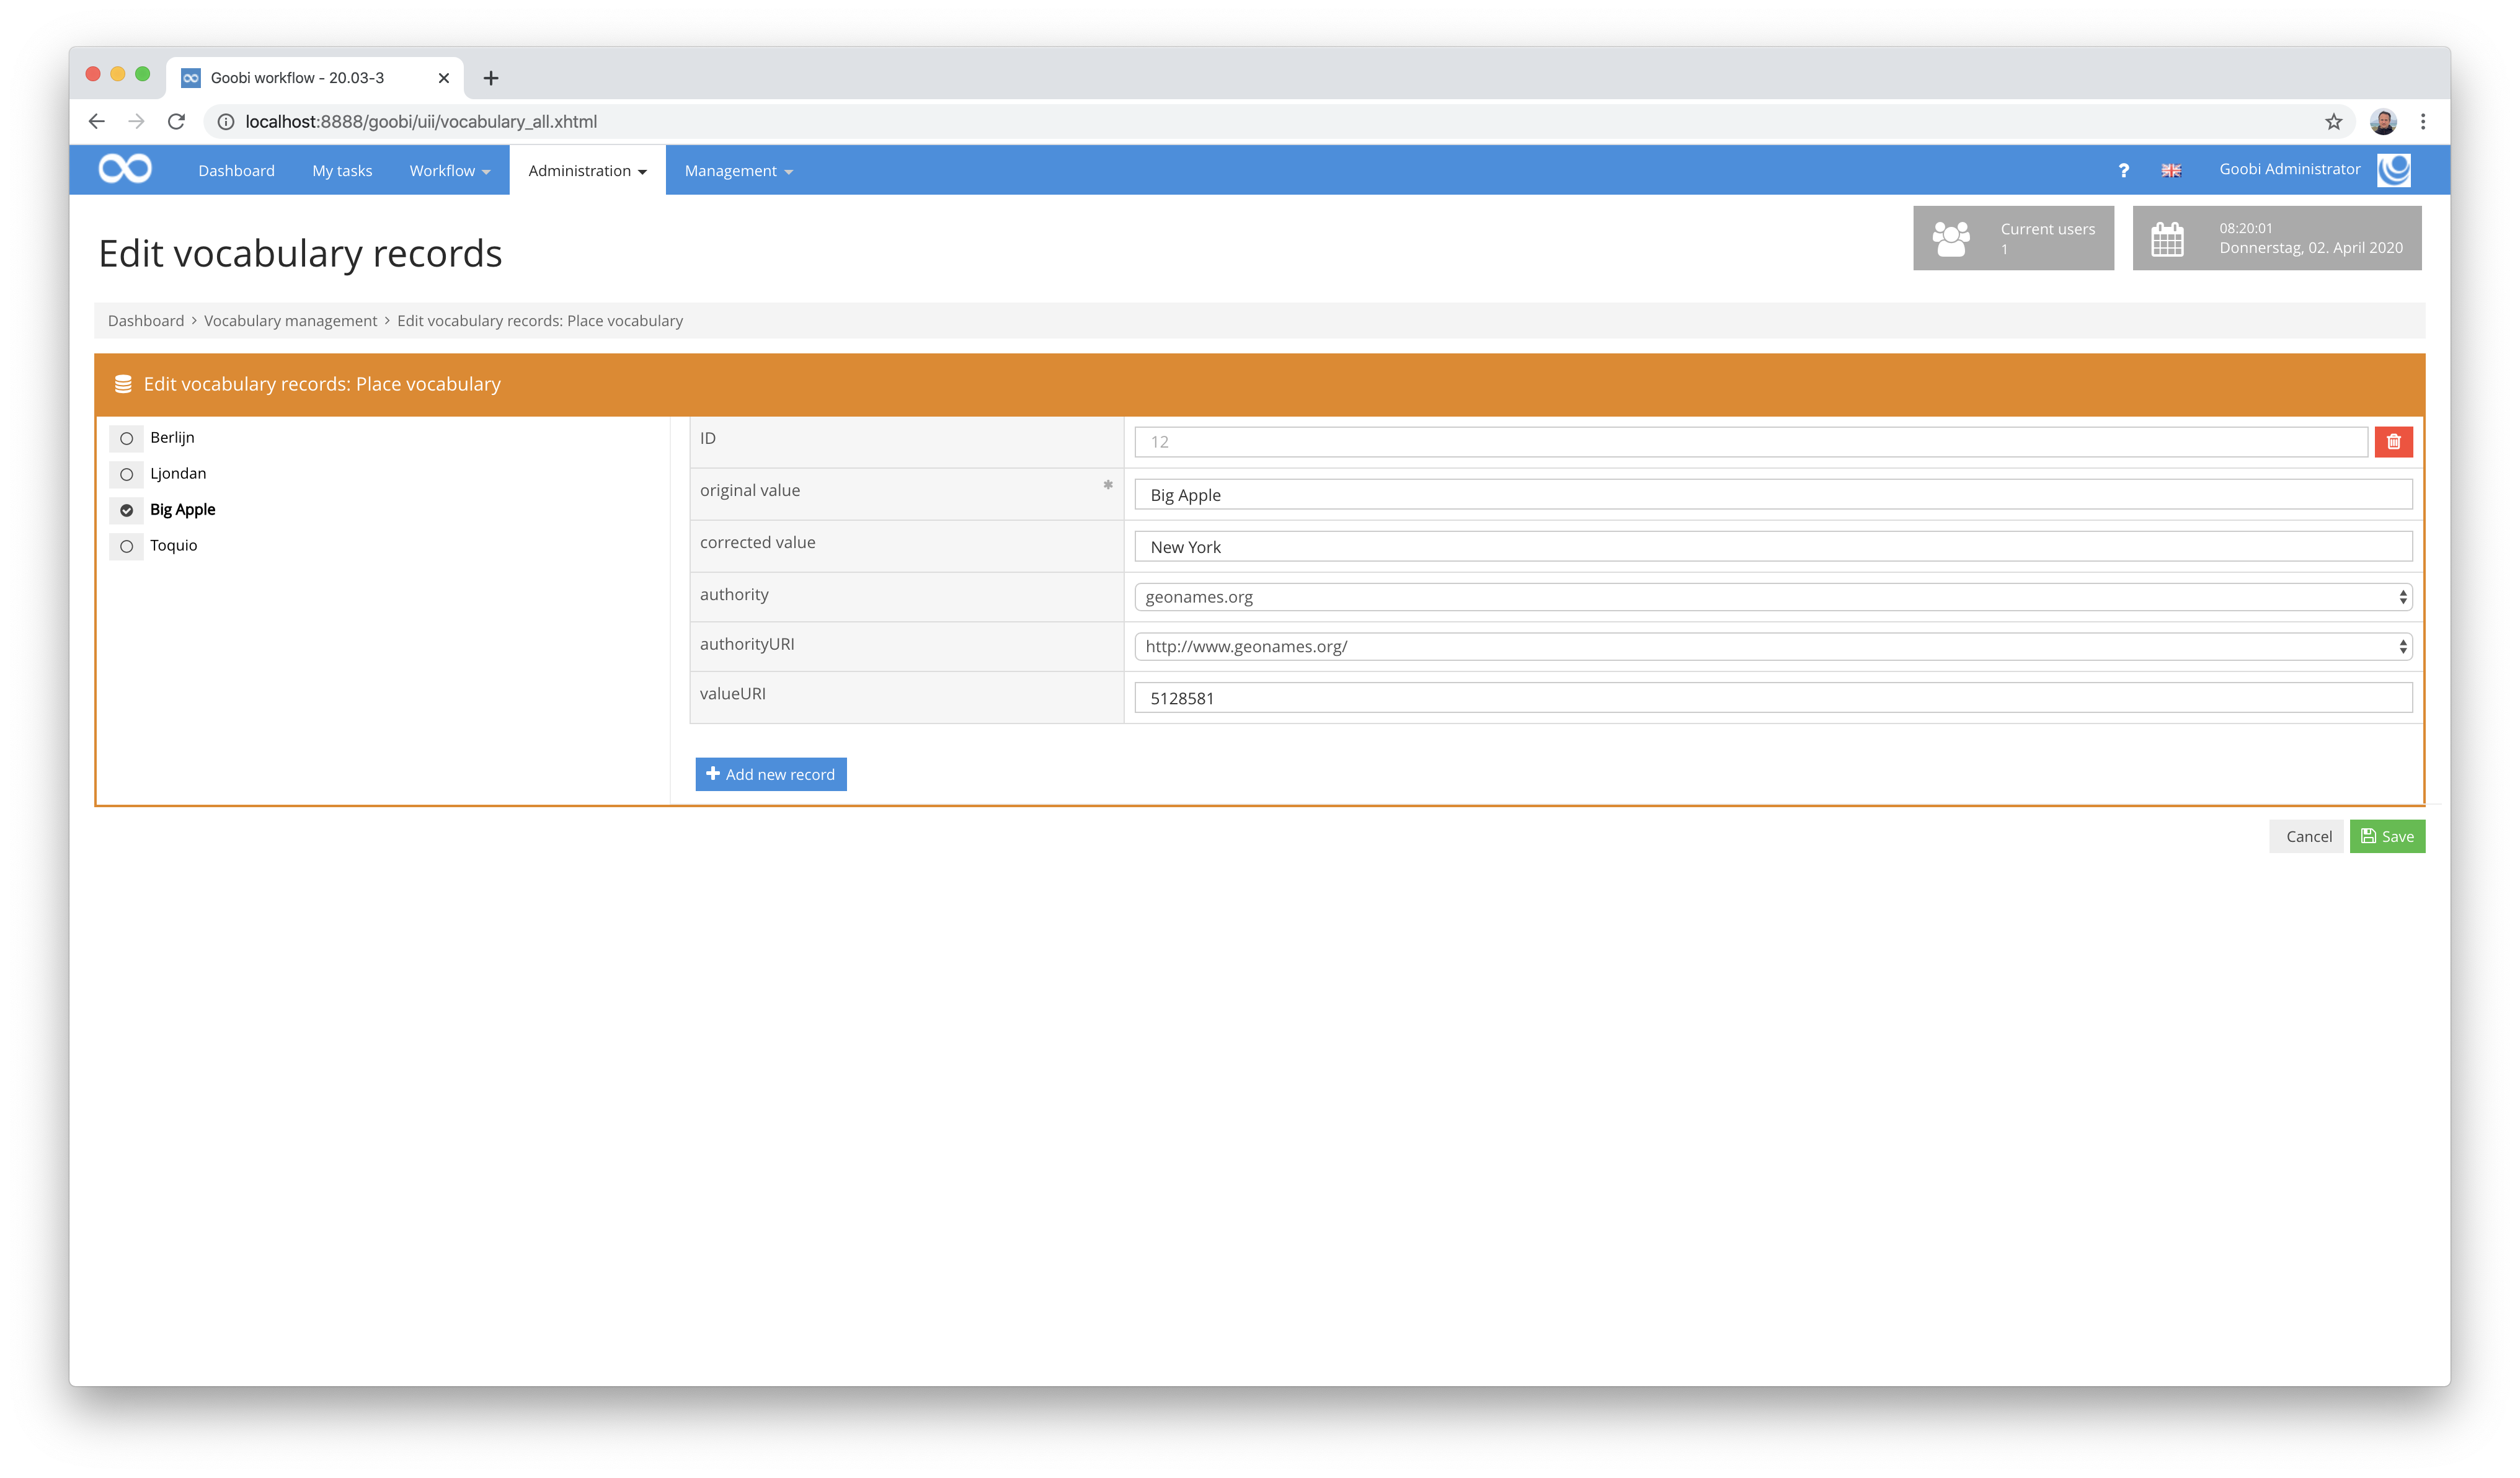 Goobi workflow - 20.03-3
localhost:8888/goobi/uii/vocabulary_all.xhtml
Dashboard My tasks Workflow Administration Management ? Goobi Administrator
Edit vocabulary records
Current users
1
08:20:01
Donnerstag, 02. April 2020
Dashboard > Vocabulary management > Edit vocabulary records: Place vocabulary
Edit vocabulary records: Place vocabulary
Berlijn
Ljondan
Big Apple
Toquio
ID 12
original value * Big Apple
corrected value New York
authority geonames.org
authorityURI http://www.geonames.org/
valueURI 5128581
Add new record
Cancel Save